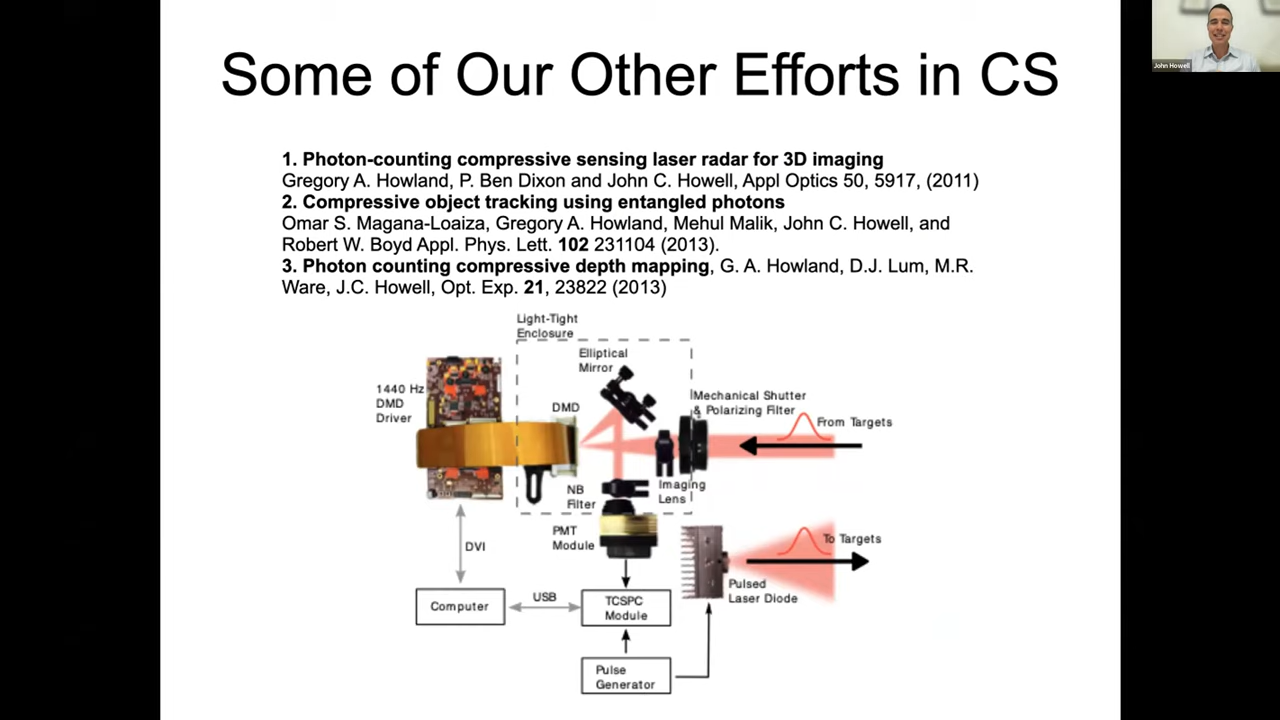 Some of Our Other Efforts in CS
John Howell
1. Photon-counting compressive sensing laser radar for 3D imaging
Gregory A. Howland, P. Ben Dixon and John C. Howell, Appl Optics 50, 5917, (2011)
2. Compressive object tracking using entangled photons
Omar S. Magana-Loaiza, Gregory A. Howland, Mehul Malik, John C. Howell, and
Robert W. Boyd Appl. Phys. Lett. 102 231104 (2013).
3. Photon counting compressive depth mapping, G. A. Howland, D.J. Lum, M.R.
Ware, J.C. Howell, Opt. Exp. 21, 23822 (2013)
Light-Tight
Enclosure
Elliptical
Mirror
1440 Hz
DMD
Driver
DMD
Mechanical Shutter
& Polarizing Filter
From Targets
NB
Filter
Imaging
Lens
PMT
Module
To Targets
DVI
Pulsed
Laser Diode
Computer
USB
TCSPC
Module
Pulse
Generator